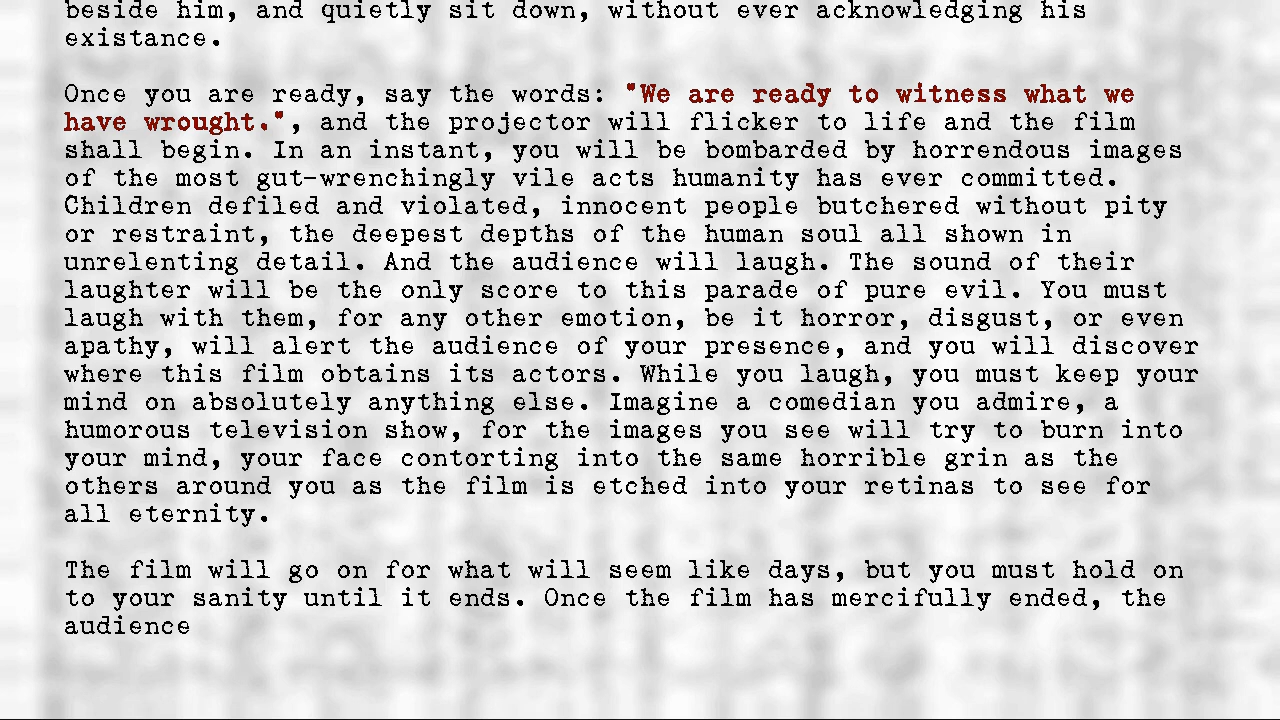 beside him, and quietly sit down, without ever acknowledging his
existance.
Once you are ready, say the words: "We are ready to witness what we
have wrought.", and the projector will flicker to life and the film
shall begin. In an instant, you will be bombarded by horrendous images
of the most gut-wrenchingly vile acts humanity has ever committed.
Children defiled and violated, innocent people butchered without pity
or restraint, the deepest depths of the human soul all shown in
unrelenting detail. And the audience will laugh. The sound of their
laughter will be the only score to this parade of pure evil. You must
laugh with them, for any other emotion, be it horror, disgust, or even
apathy, will alert the audience of your presence, and you will discover
where this film obtains its actors. While you laugh, you must keep your
mind on absolutely anything else. Imagine a comedian you admire, a
humorous television show, for the images you see will try to burn into
your mind, your face contorting into the same horrible grin as the
others around you as the film is etched into your retinas to see for
all eternity.
The film will go on for what will seem like days, but you must hold on
to your sanity until it ends. Once the film has mercifully ended, the
audience